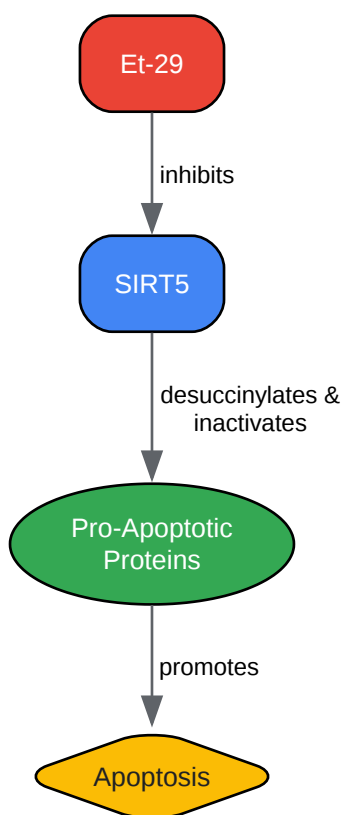 Et-29
inhibits
SIRT5
desuccinylates &
inactivates
Pro-Apoptotic
Proteins
promotes
Apoptosis